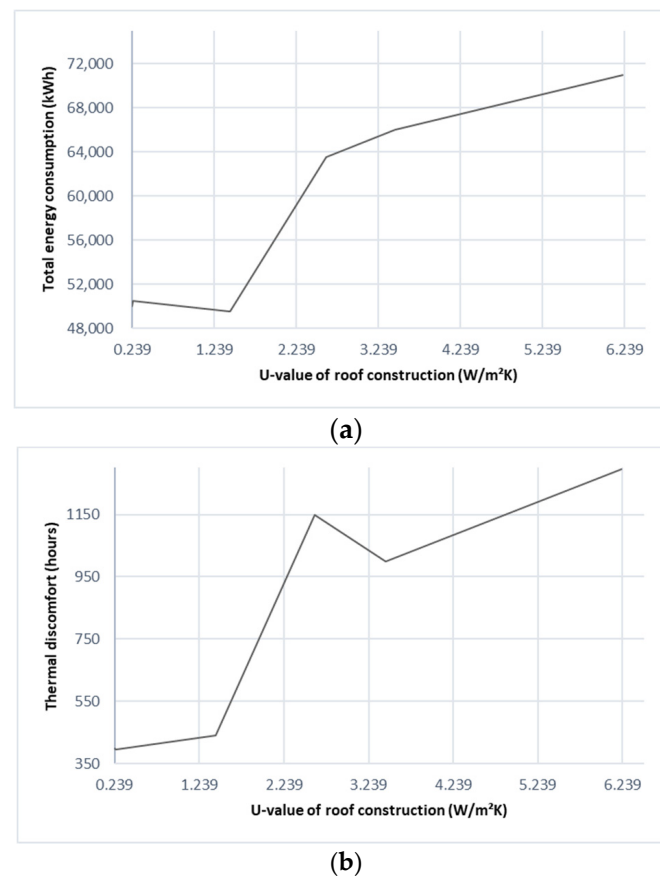 72,000
68,000
64,000
60,000
56,000
52,000
48,000
Total energy consumption (kWh)
0.239 1.239 2.239 3.239 4.239 5.239 6.239
U-value of roof construction (W/m²K)
(a)
1150
950
750
550
350
Thermal discomfort (hours)
0.239 1.239 2.239 3.239 4.239 5.239 6.239
U-value of roof construction (W/m²K)
(b)